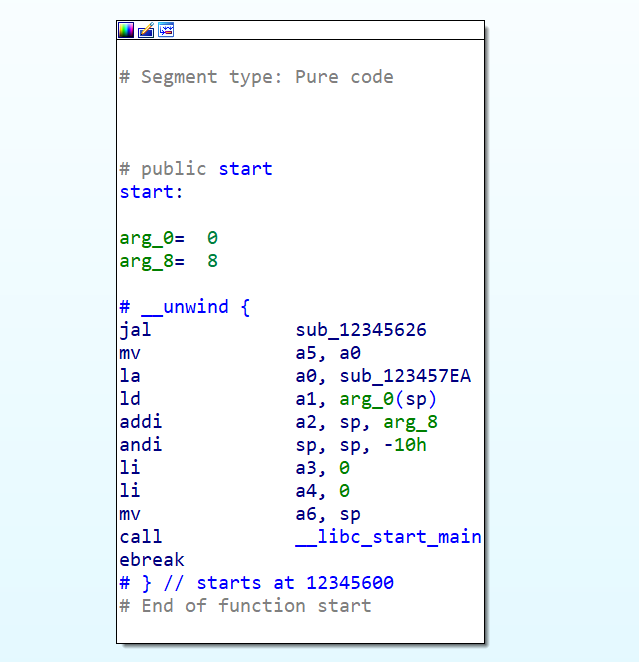 # Segment type: Pure code
# public start
start:
arg_0=  0
arg_8=  8
# __unwind {
jal             sub_12345626
mv              a5, a0
la              a0, sub_123457EA
ld              a1, arg_0(sp)
addi            a2, sp, arg_8
andi            sp, sp, -10h
li              a3, 0
li              a4, 0
mv              a6, sp
call            __libc_start_main
ebreak
# } // starts at 12345600
# End of function start